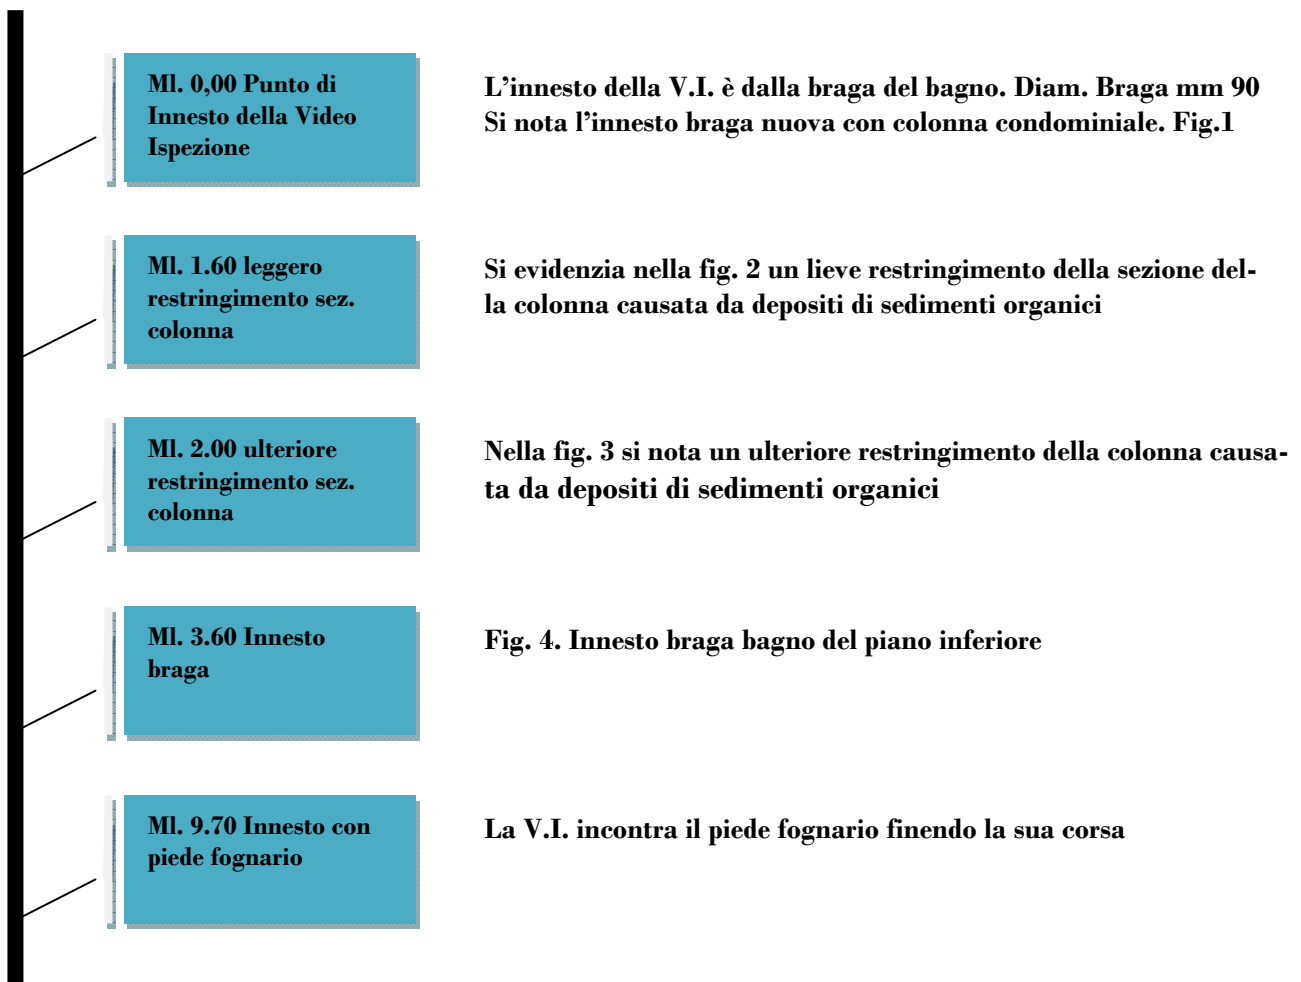 Ml. 0,00 Punto di
Innesto della Video
Ispezione
L'innesto della V.I. è dalla braga del bagno. Diam. Braga mm 90
Si nota l'innesto braga nuova con colonna condominiale. Fig.1
Ml. 1.60 leggero
restringimento sez.
colonna
Si evidenzia nella fig. 2 un lieve restringimento della sezione del-
la colonna causata da depositi di sedimenti organici
Ml. 2.00 ulteriore
restringimento sez.
colonna
Nella fig. 3 si nota un ulteriore restringimento della colonna causa-
ta da depositi di sedimenti organici
Ml. 3.60 Innesto
braga
Fig. 4. Innesto braga bagno del piano inferiore
Ml. 9.70 Innesto con
piede fognario
La V.I. incontra il piede fognario finendo la sua corsa